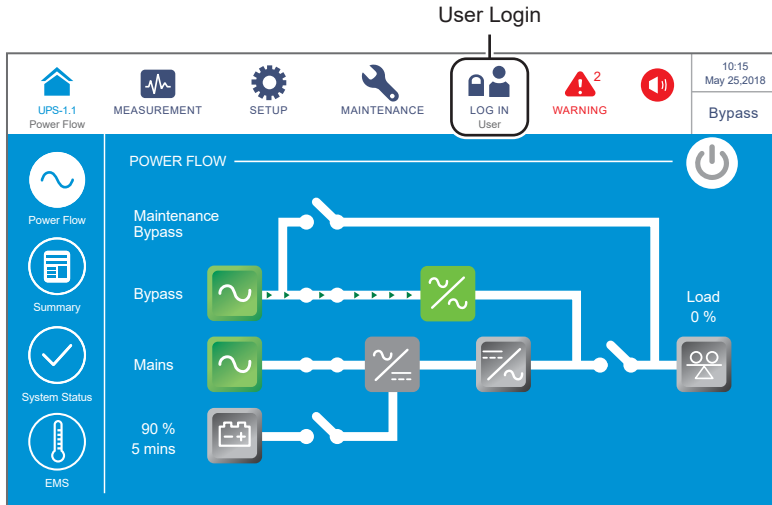 User Login
UPS-1.1
Power Flow
MEASUREMENT
SETUP
MAINTENANCE
LOG IN
User
2
WARNING
10:15
May 25,2018
Bypass
Power Flow
Summary
System Status
EMS
POWER FLOW
Maintenance
Bypass
Bypass
Mains
90 %
5 mins
Load
0 %